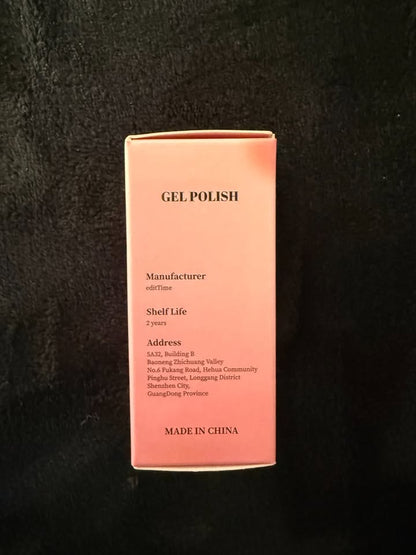 GEL POLISH
Manufacturer
editTime
Shelf Life
2 years
Address
5A32, Building B
Baoneng Zhichuang Valley
No.6 Fukang Road, Hehua Community
Pinghu Street, Longgang District
Shenzhen City,
GuangDong Province
MADE IN CHINA